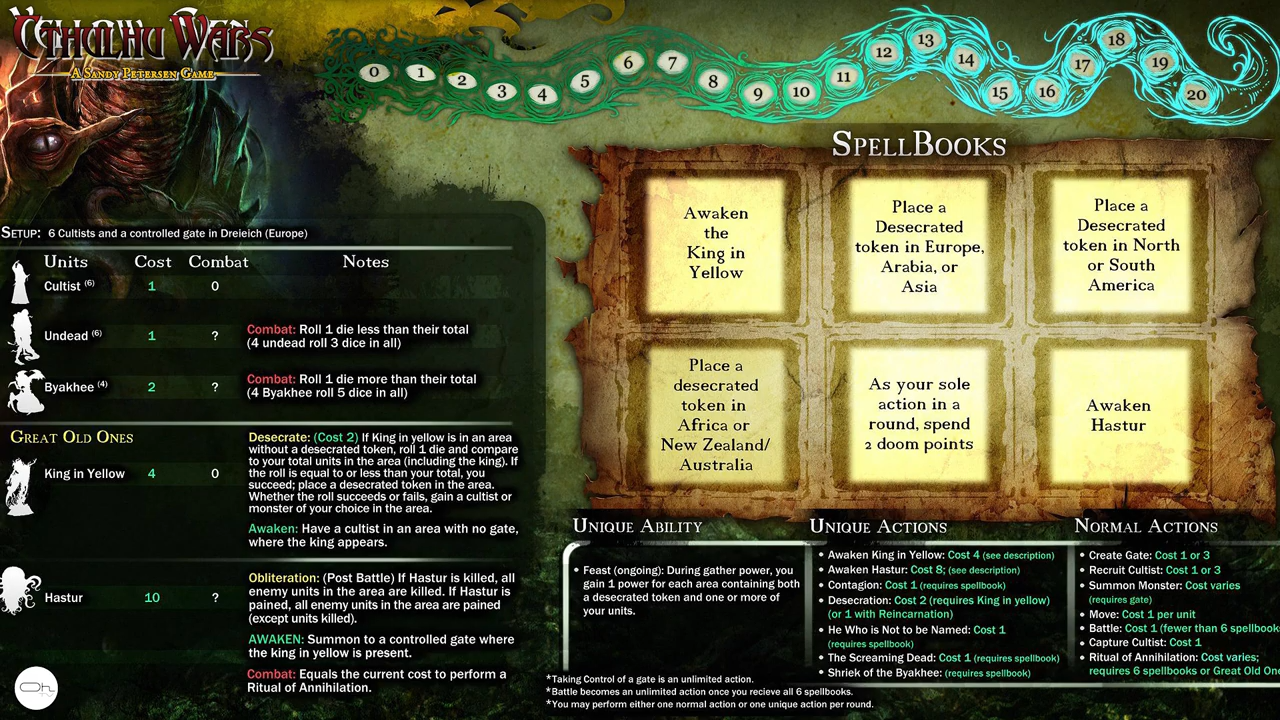 Yellow Sign
Cthulhu Wars
A Sandy Petersen Game
0 1 2 3 4 5 6 7 8 9 10 11 12 13 14 15 16 17 18 19 20
SpellBooks
Awaken
the
King in
Yellow
Place a
Desecrated
token in Europe,
Arabia, or
Asia
Place a
Desecrated
token in North
or South
America
Place a
desecrated
token in
Africa or
New Zealand/
Australia
As your sole
action in a
round, spend
2 doom points
Awaken
Hastur
Setup: 6 Cultists and a controlled gate in Dreieich (Europe)
Units Cost Combat Notes
Cultist (6) 1 0
Undead (6) 1 ? Combat: Roll 1 die less than their total
(4 undead roll 3 dice in all)
Byakhee (4) 2 ? Combat: Roll 1 die more than their total
(4 Byakhee roll 5 dice in all)
Great Old Ones
King in Yellow 4 0
Desecrate: (Cost 2) If King in yellow is in an area
without a desecrated token, roll 1 die and compare
to your total units in the area (including the king). If
the roll is equal to or less than your total, you
succeed; place a desecrated token in the area.
Whether the roll succeeds or fails, gain a cultist or
monster of your choice in the area.
Awaken: Have a cultist in an area with no gate,
where the king appears.
Hastur 10 ?
Obliteration: (Post Battle) If Hastur is killed, all
enemy units in the area are killed. If Hastur is
pained, all enemy units in the area are pained
(except units killed).
AWAKEN: Summon to a controlled gate where
the king in yellow is present.
Combat: Equals the current cost to perform a
Ritual of Annihilation.
Unique Ability
• Feast (ongoing): During gather power, you
gain 1 power for each area containing both
a desecrated token and one or more of
your units.
Unique Actions
• Awaken King in Yellow: Cost 4 (see description)
• Awaken Hastur: Cost 8; (see description)
• Contagion: Cost 1 (requires spellbook)
• Desecration: Cost 2 (requires King in yellow)
(or 1 with Reincarnation)
• He Who is Not to be Named: Cost 1
(requires spellbook)
• The Screaming Dead: Cost 1 (requires spellbook)
• Shriek of the Byakhee: (requires spellbook)
Normal Actions
• Create Gate: Cost 1 or 3
• Recruit Cultist: Cost 1 or 3
• Summon Monster: Cost varies
(requires gate)
• Move: Cost 1 per unit
• Battle: Cost 1 (fewer than 6 spellbooks
• Capture Cultist: Cost 1
• Ritual of Annihilation: Cost varies;
requires 6 spellbooks or Great Old One
*Taking Control of a gate is an unlimited action.
*Battle becomes an unlimited action once you recieve all 6 spellbooks.
*You may perform either one normal action or one unique action per round.